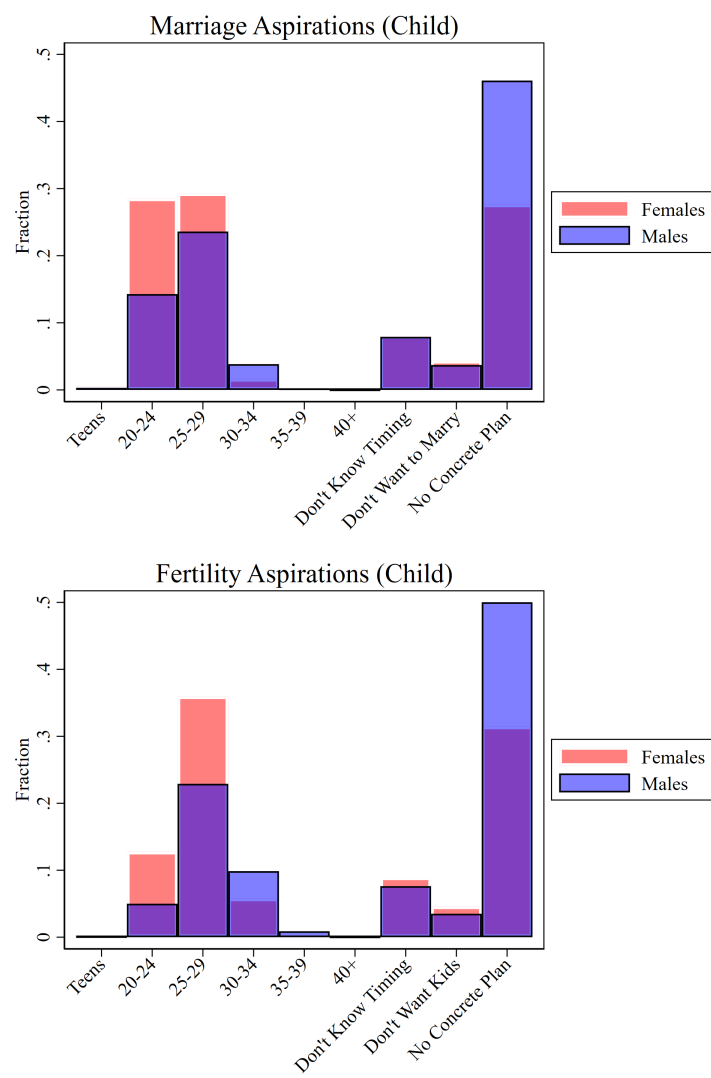 Marriage Aspirations (Child)
Fraction
.5
.4
.3
.2
.1
0
Teens
20-24
25-29
30-34
35-39
40+
Don't Know Timing
Don't Want to Marry
No Concrete Plan
Females
Males
Fertility Aspirations (Child)
Fraction
.5
.4
.3
.2
.1
0
Teens
20-24
25-29
30-34
35-39
40+
Don't Know Timing
Don't Want Kids
No Concrete Plan
Females
Males